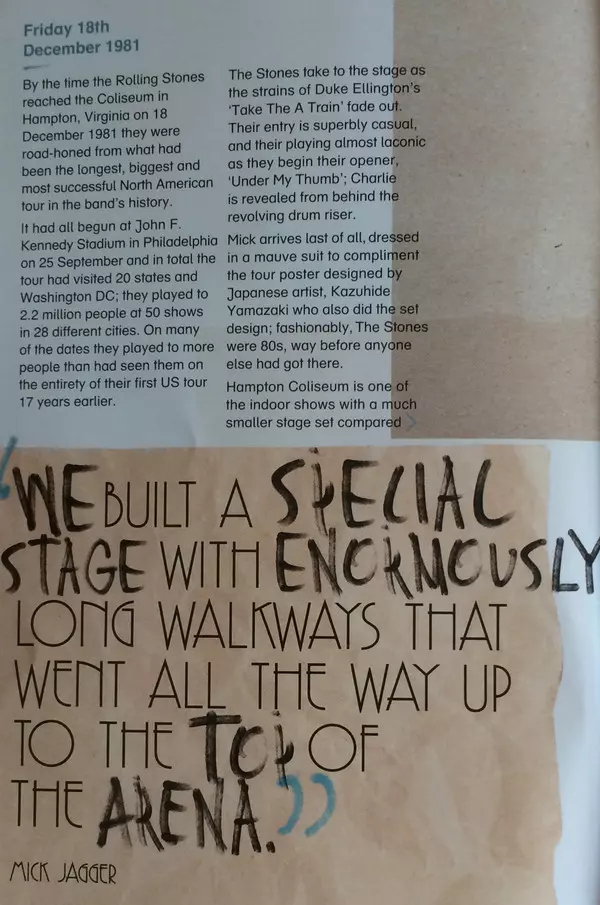 Friday 18th
December 1981
By the time the Rolling Stones
reached the Coliseum in
Hampton, Virginia on 18
December 1981 they were
road-honed from what had
been the longest, biggest and
most successful North American
tour in the band's history.
It had all begun at John F.
Kennedy Stadium in Philadelphia
on 25 September and in total the
tour had visited 20 states and
Washington DC; they played to
2.2 million people at 50 shows
in 28 different cities. On many
of the dates they played to more
people than had seen them on
the entirety of their first US tour
17 years earlier.
The Stones take to the stage as
the strains of Duke Ellington's
'Take The A Train' fade out.
Their entry is superbly casual,
and their playing almost laconic
as they begin their opener,
'Under My Thumb'; Charlie
is revealed from behind the
revolving drum riser.
Mick arrives last of all, dressed
in a mauve suit to compliment
the tour poster designed by
Japanese artist, Kazuhide
Yamazaki who also did the set
design; fashionably, The Stones
were 80s, way before anyone
else had got there.
Hampton Coliseum is one of
the indoor shows with a much
smaller stage set compared >
“WE BUILT A SPECIAL
STAGE WITH ENORMOUSLY
LONG WALKWAYS THAT
WENT ALL THE WAY UP
TO THE TOP OF
THE ARENA.”
MICK JAGGER